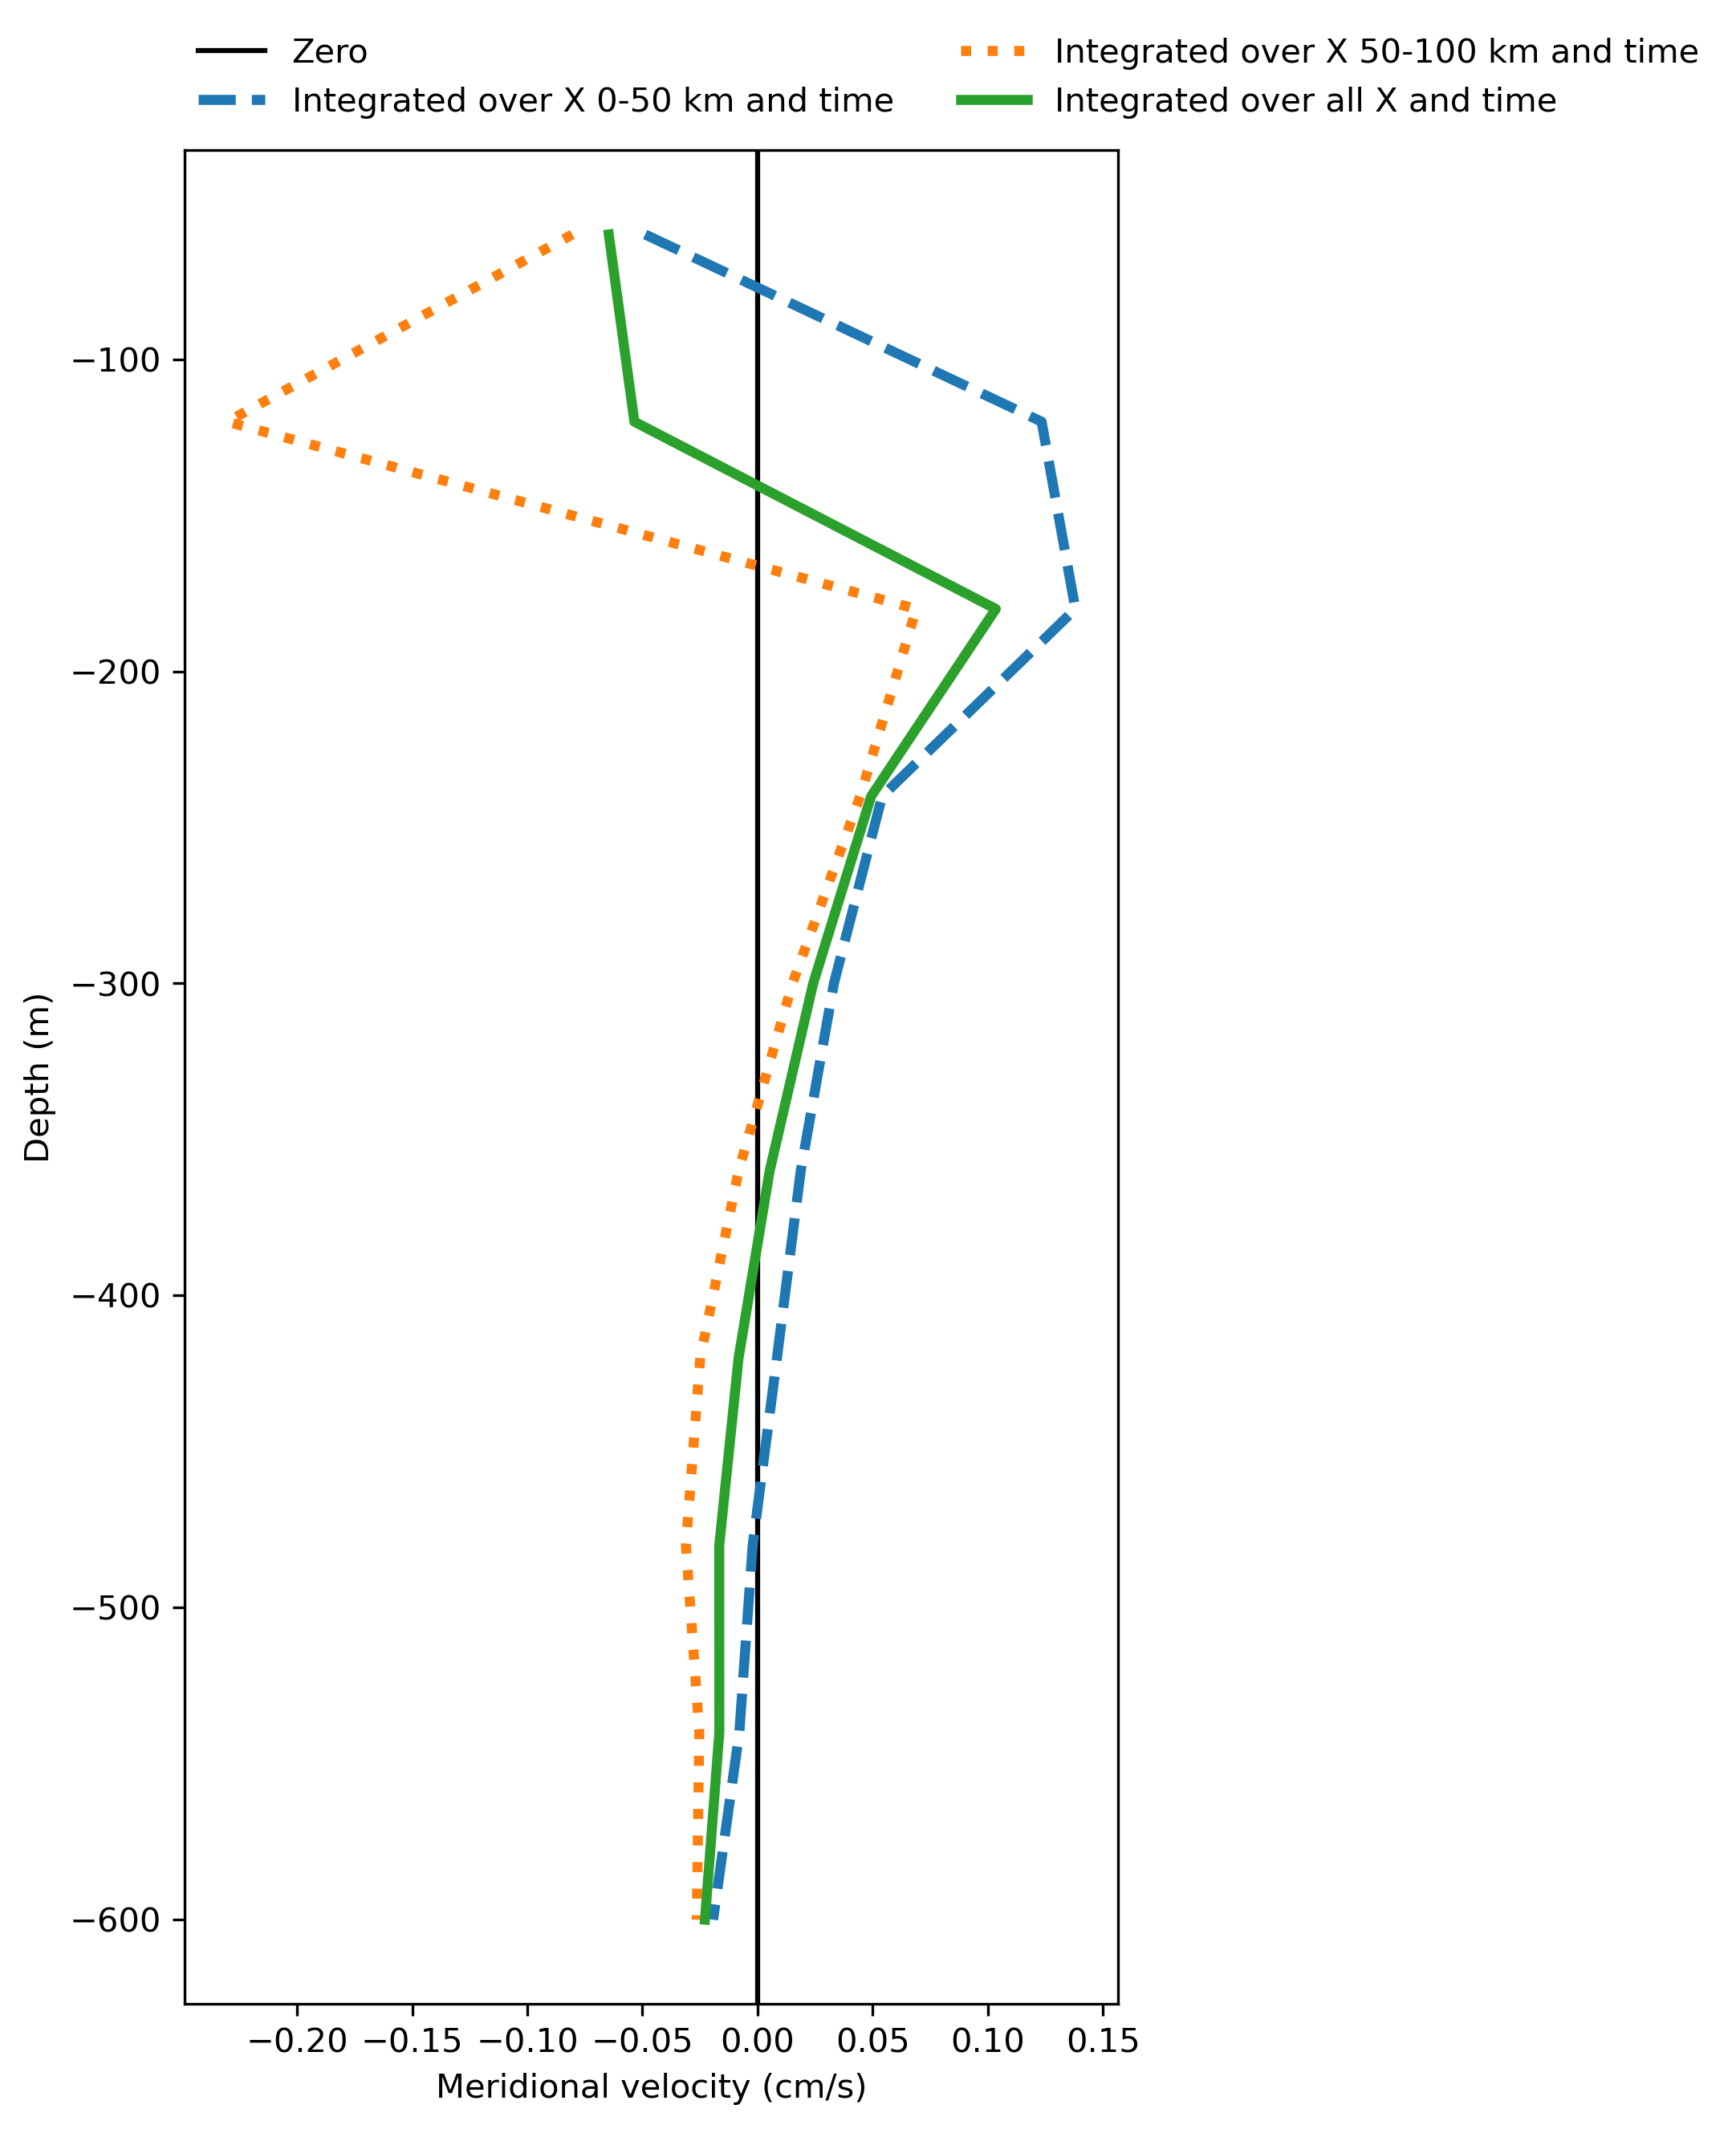 Zero
Integrated over X 0-50 km and time
Integrated over X 50-100 km and time
Integrated over all X and time
−100
−200
−300
−400
−500
−600
Depth (m)
−0.20 −0.15 −0.10 −0.05 0.00 0.05 0.10 0.15
Meridional velocity (cm/s)